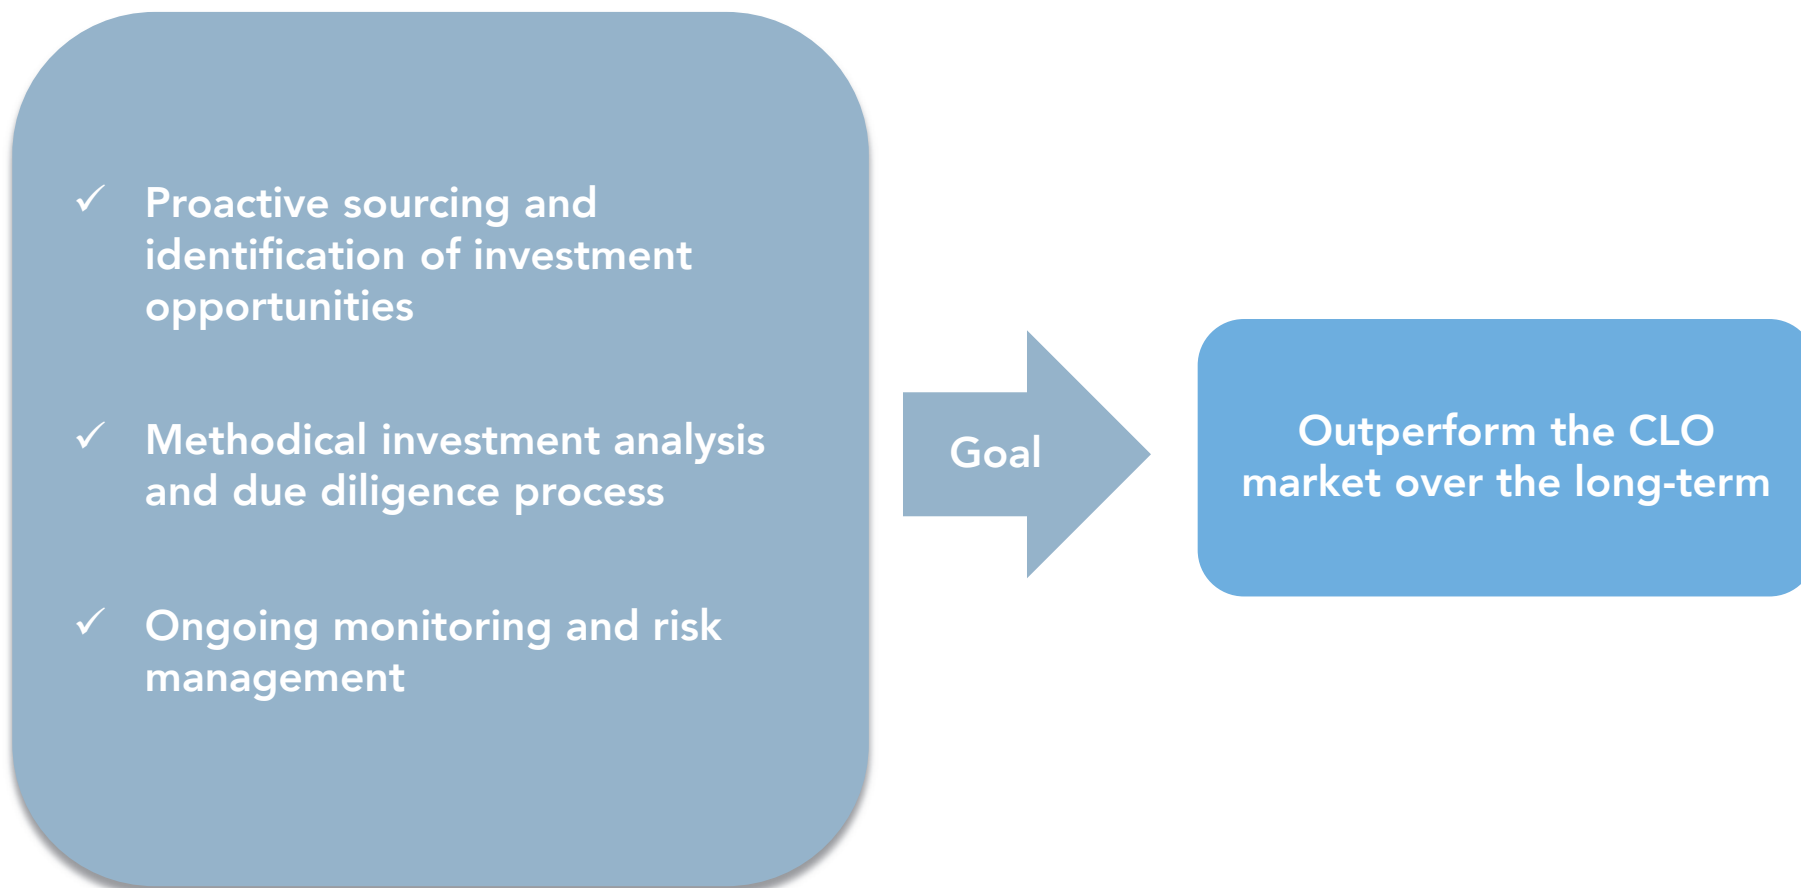 ✓ Proactive sourcing and
identification of investment
opportunities
✓ Methodical investment analysis
and due diligence process
✓ Ongoing monitoring and risk
management
Goal
Outperform the CLO
market over the long-term